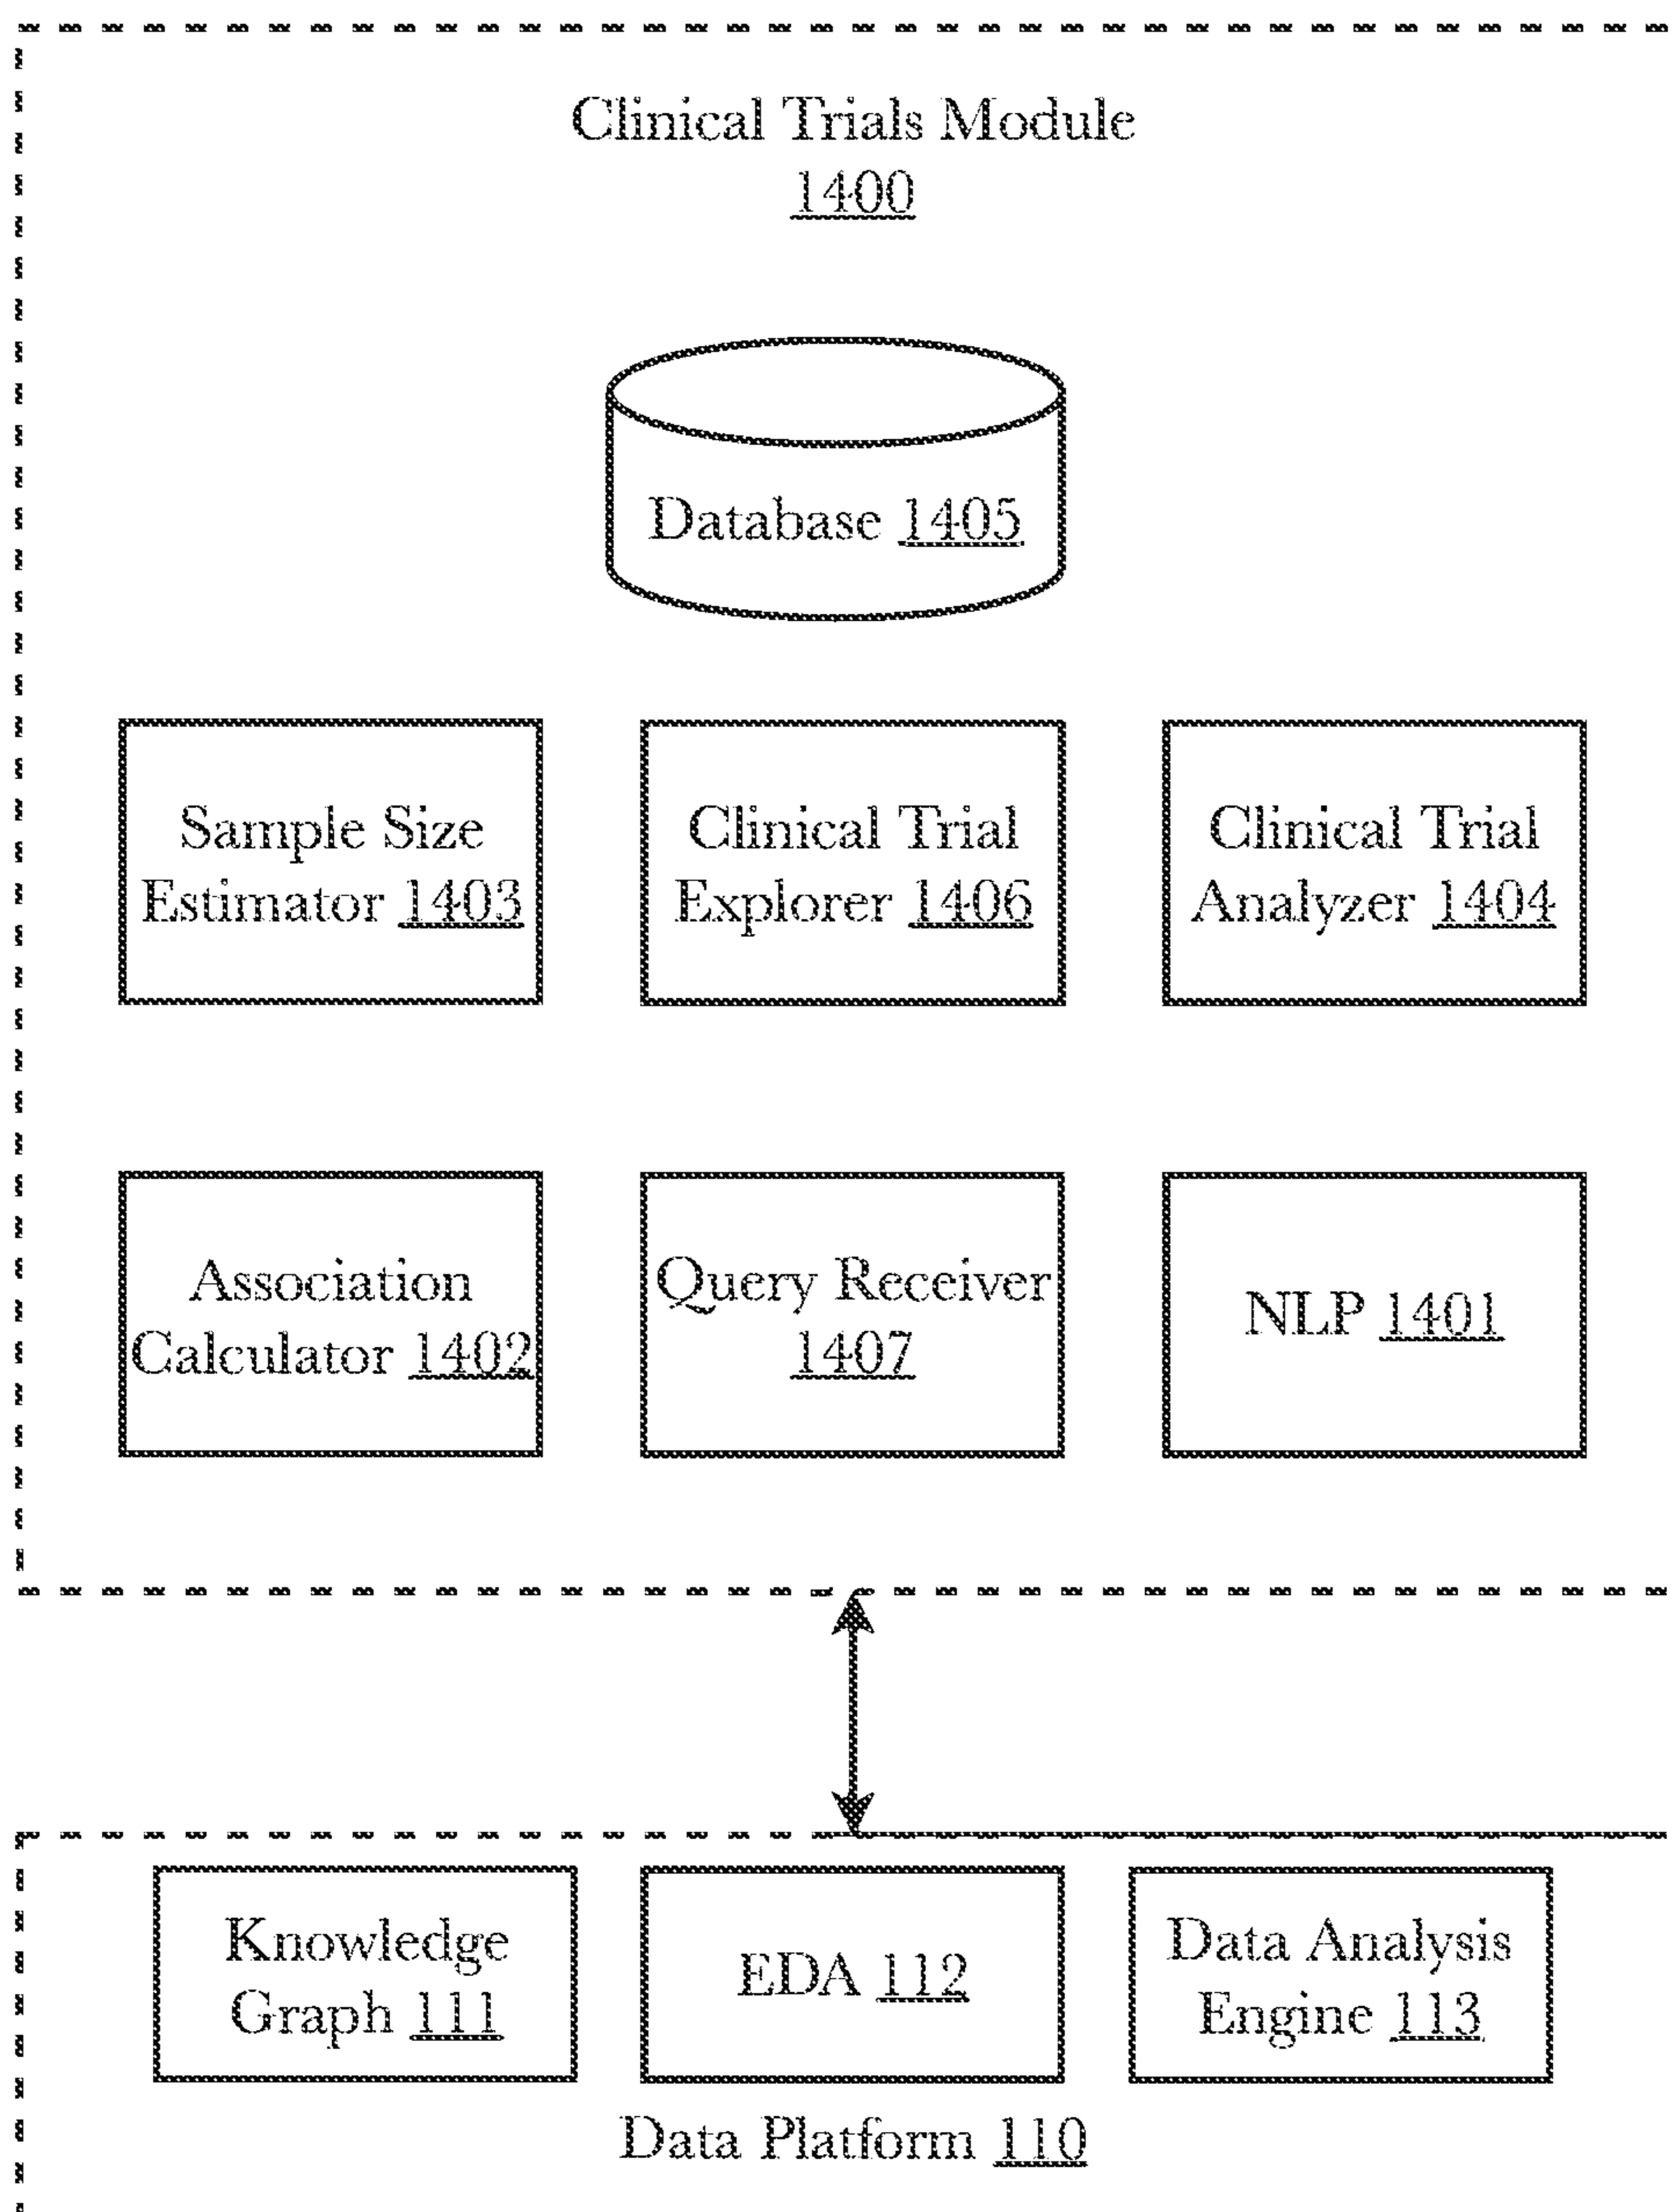 Clinical Trials Module
1400
Database 1405
Sample Size
Estimator 1403
Clinical Trial
Explorer 1406
Clinical Trial
Analyzer 1404
Association
Calculator 1402
Query Receiver
1407
NLP 1401
Knowledge
Graph 111
EDA 112
Data Analysis
Engine 113
Data Platform 110